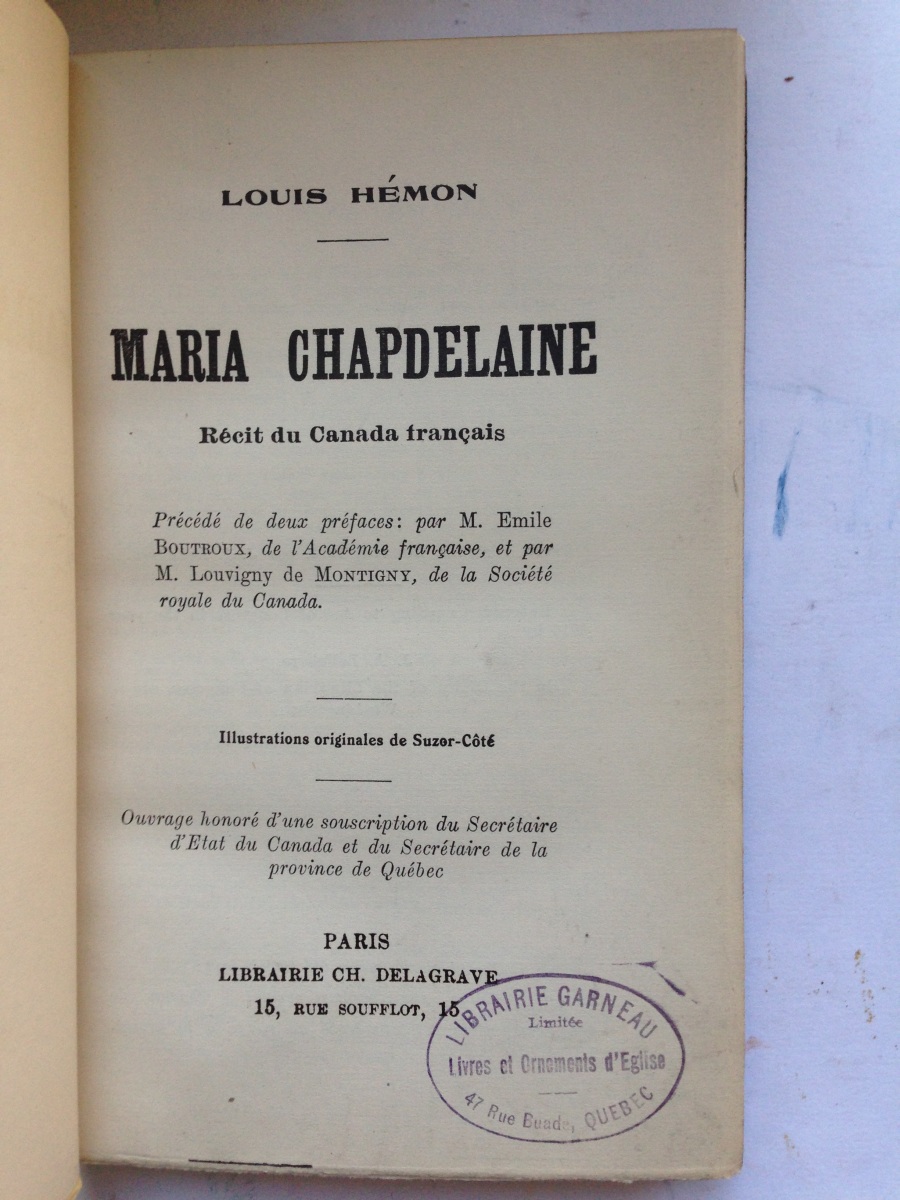 LOUIS HÉMON
MARIA CHAPDELAINE
Récit du Canada français
Précédé de deux préfaces: par M. Emile
BOUTROUX, de l'Académie française, et par
M. Louvigny de MONTIGNY, de la Société
royale du Canada.
Illustrations originales de Suzor-Côté
Ouvrage honoré d'une souscription du Secrétaire
d'Etat du Canada et du Secrétaire de la
province de Québec
PARIS
LIBRAIRIE CH. DELAGRAVE
15, RUE SOUFFLOT, 15
LIBRAIRIE GARNEAU
Limitée
Livres et Ornements d'Eglise
47 Rue Buade, QUEBEC